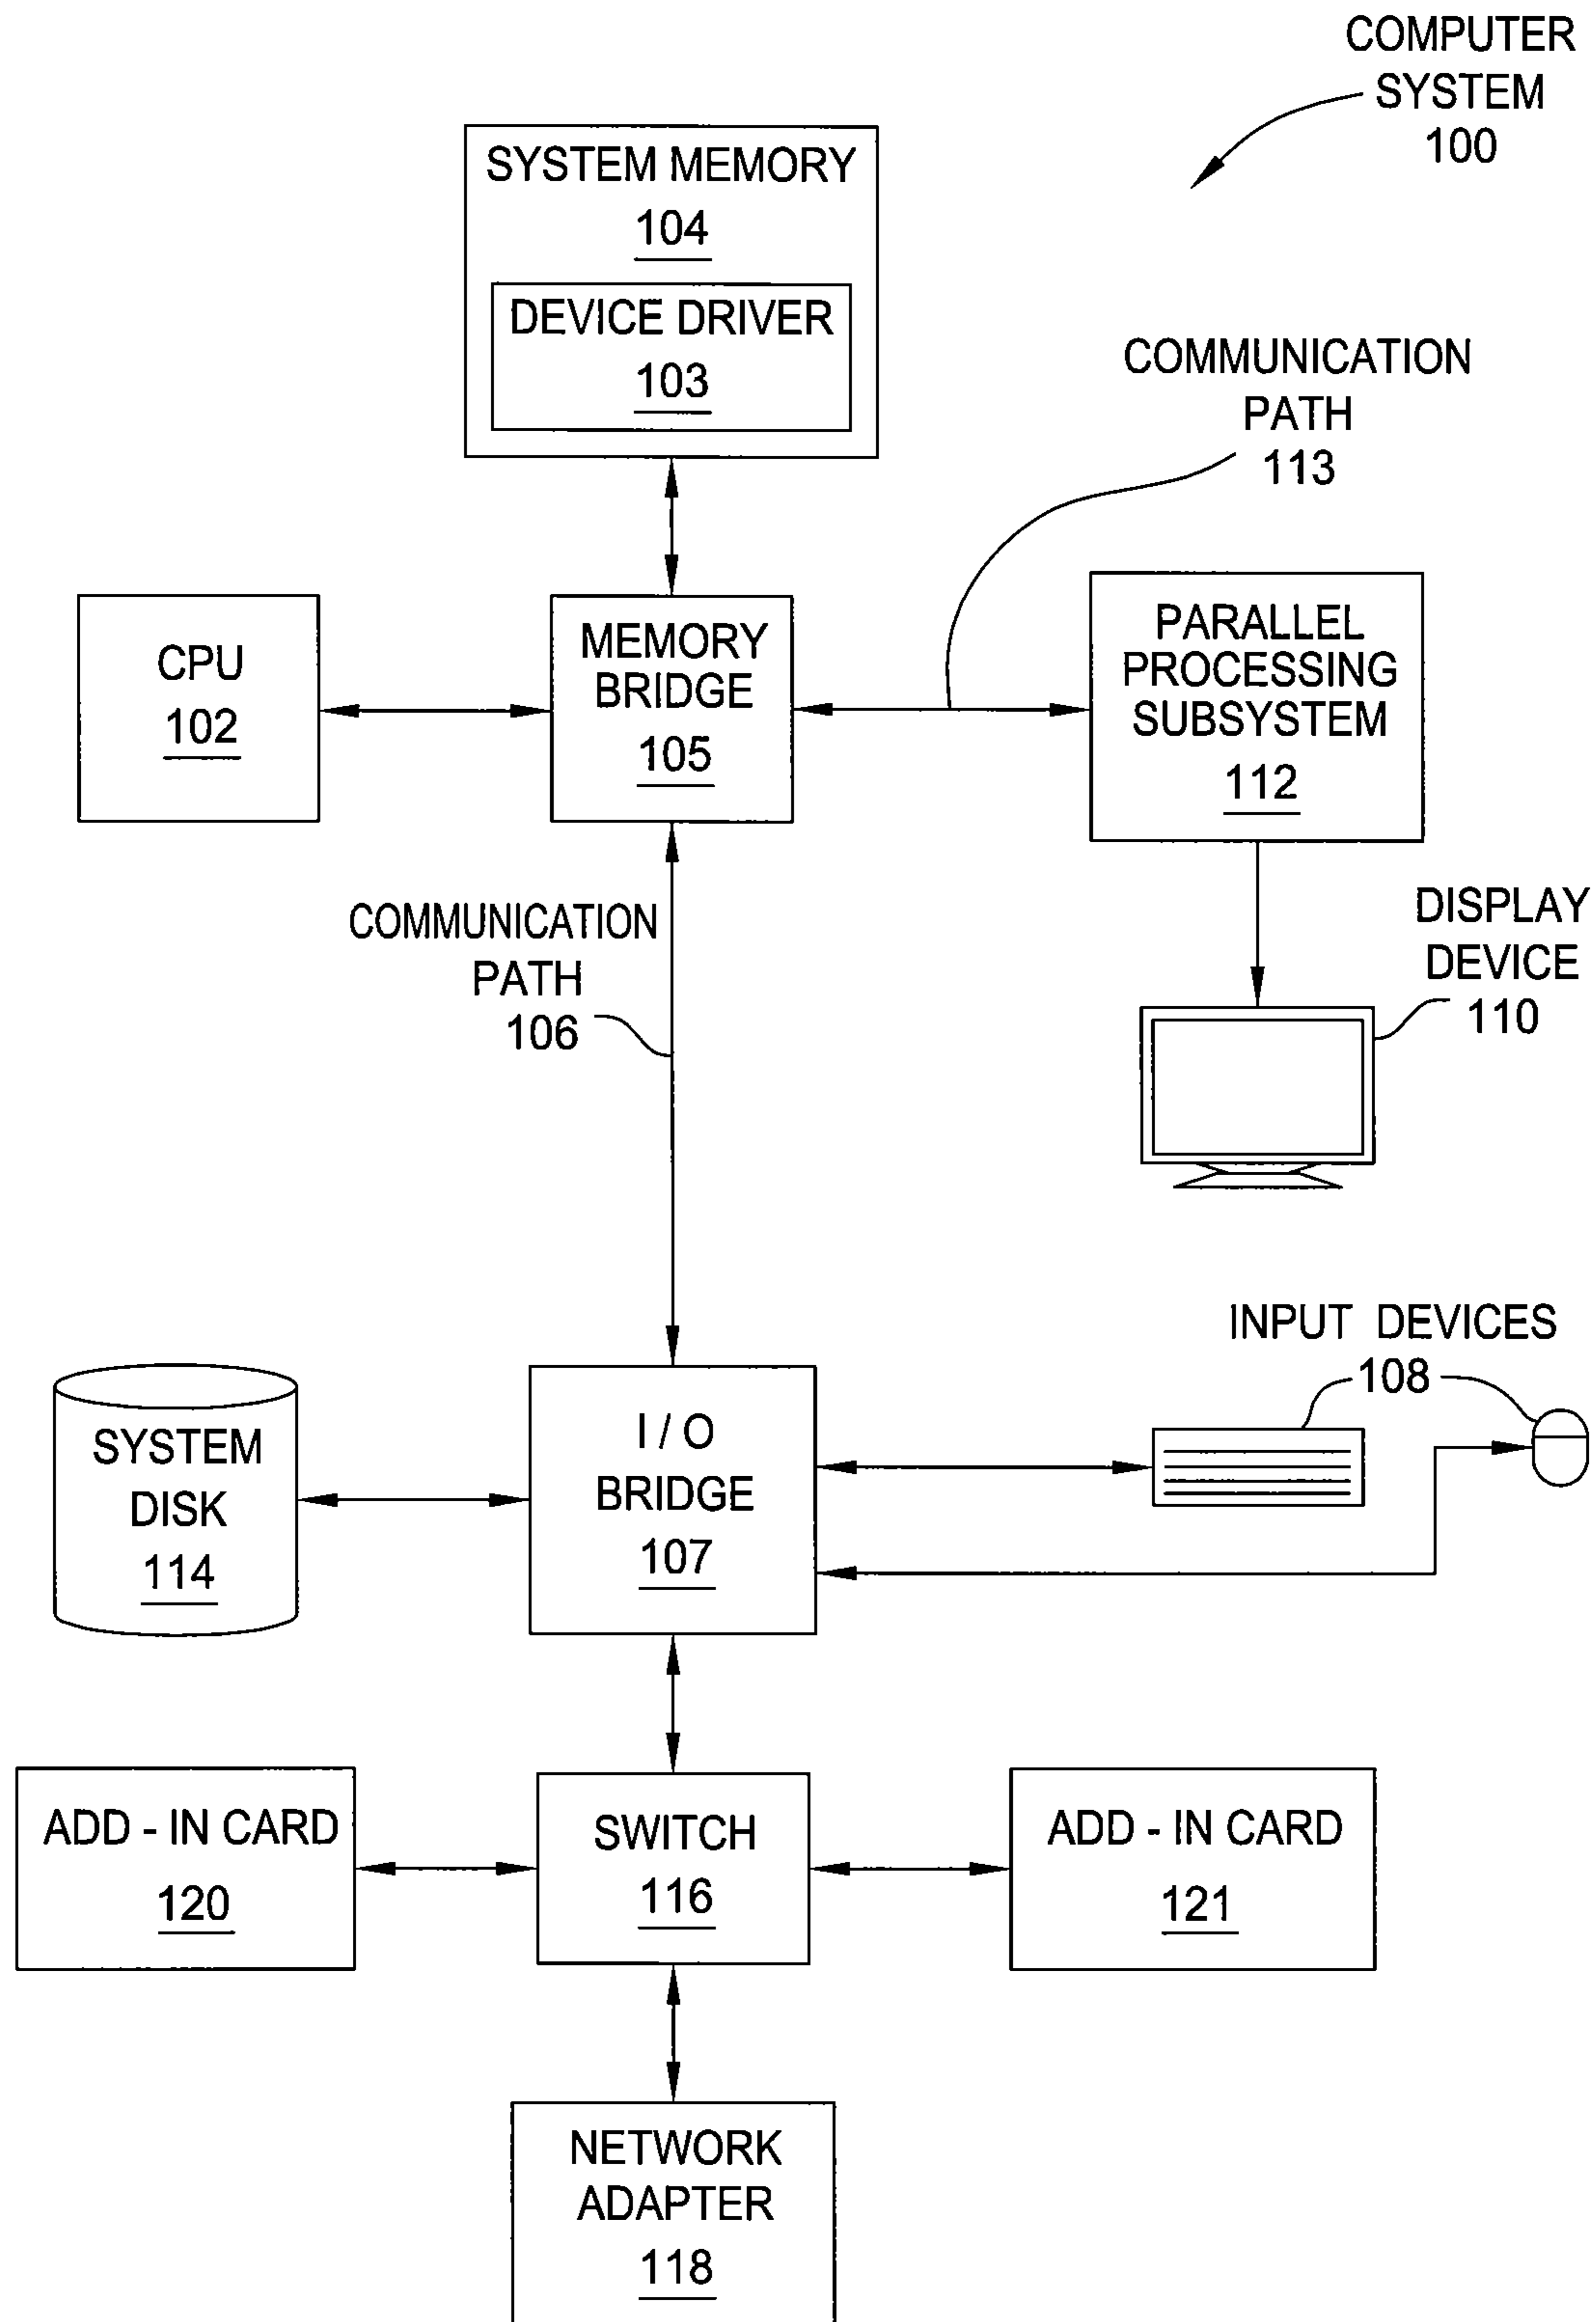 COMPUTER
SYSTEM
100
SYSTEM MEMORY
104
DEVICE DRIVER
103
COMMUNICATION
PATH
113
CPU
102
MEMORY
BRIDGE
105
PARALLEL
PROCESSING
SUBSYSTEM
112
COMMUNICATION
PATH
106
DISPLAY
DEVICE
110
INPUT DEVICES
108
SYSTEM
DISK
114
I / O
BRIDGE
107
ADD - IN CARD
120
SWITCH
116
ADD - IN CARD
121
NETWORK
ADAPTER
118